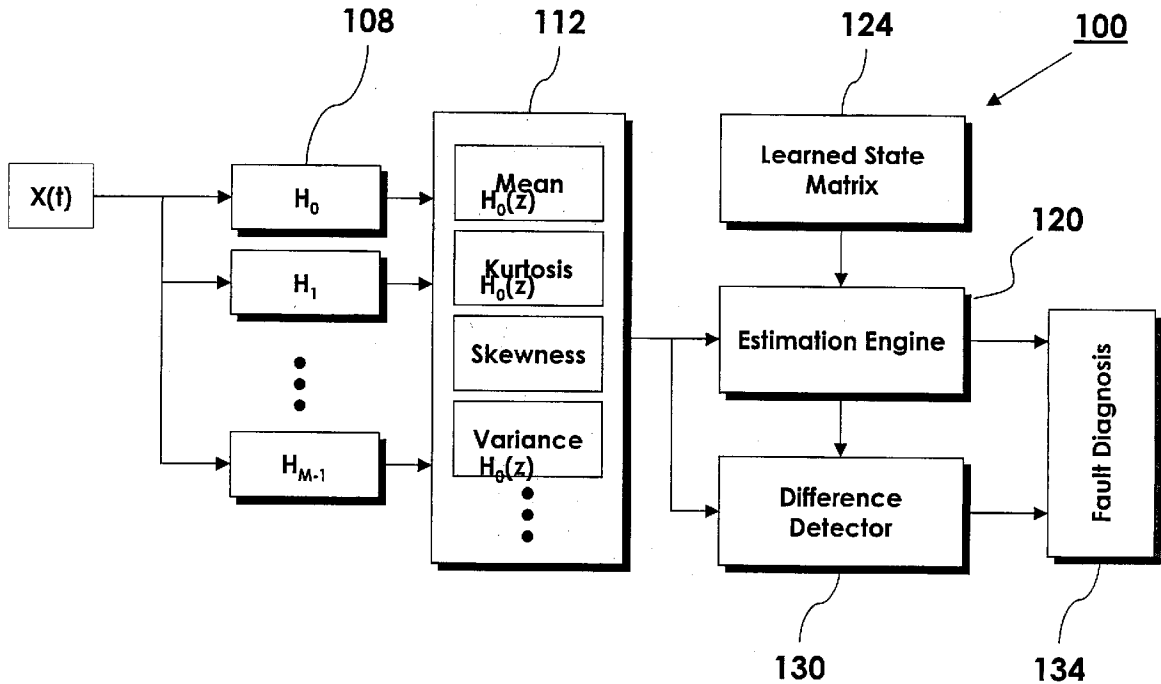 108
112
124
100
X(t)
H₀
H₁
H_M-1
Mean
H₀(z)
Kurtosis
H₀(z)
Skewness
Variance
H₀(z)
Learned State
Matrix
120
Estimation Engine
Difference
Detector
Fault Diagnosis
130
134